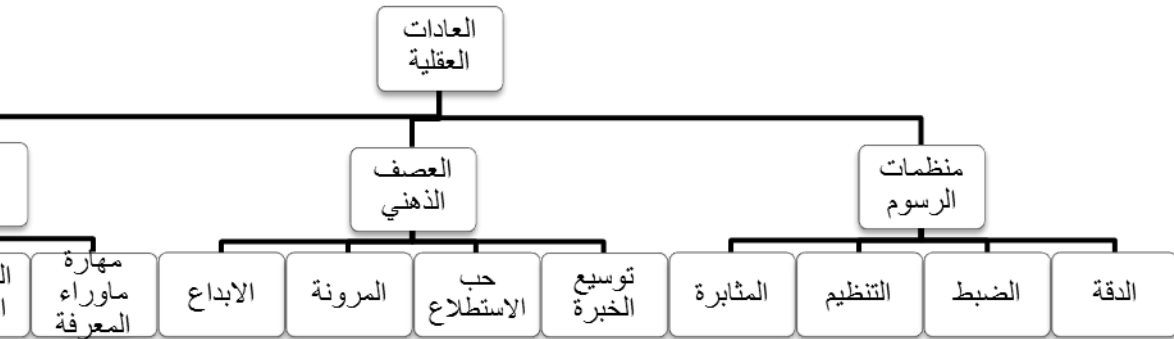 العادات
العقلية
منظمات
الرسوم
العصف
الذهني
الدقة
الضبط
التنظيم
المثابرة
توسيع
الخبرة
حب
الاستطلاع
المرونة
الابداع
مهارة
ماوراء
المعرفة